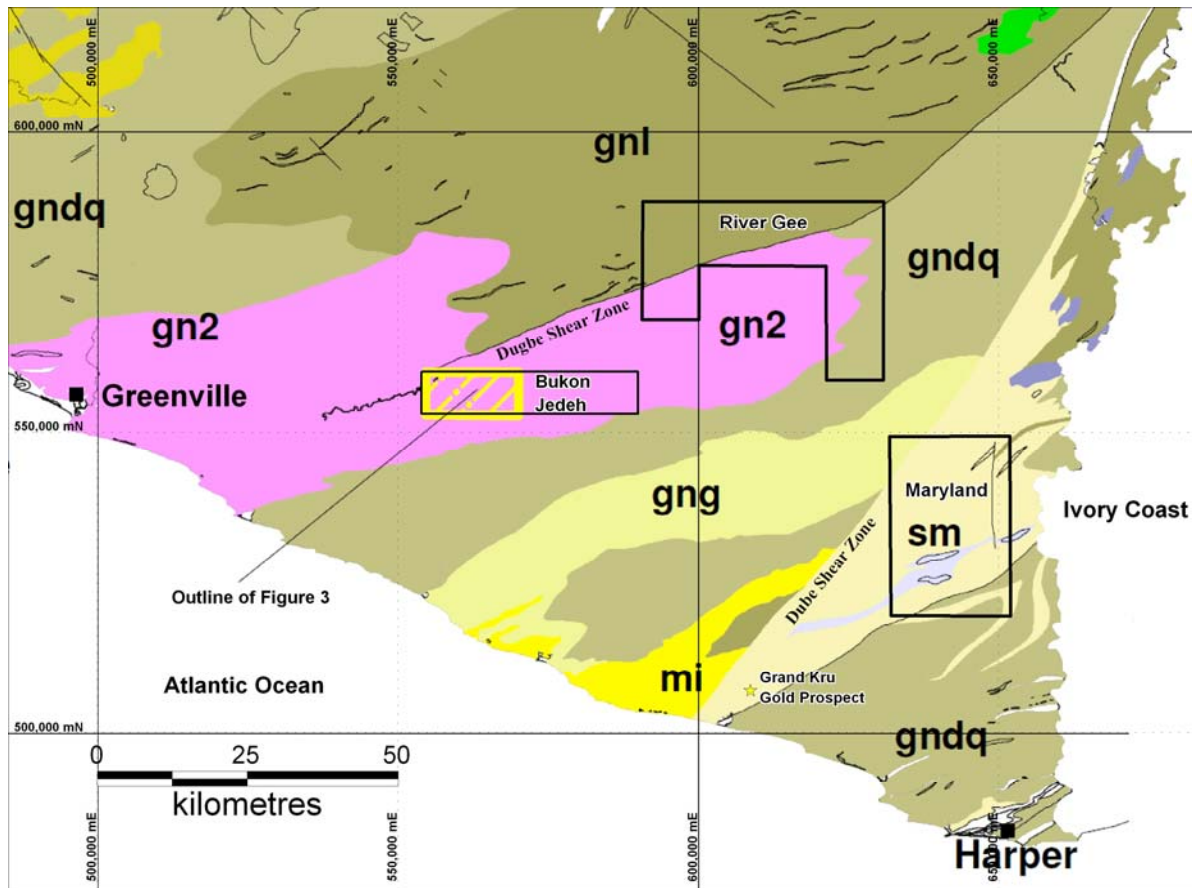 500,000 mE
550,000 mE
600,000 mE
650,000 mE
600,000 mN
gnl
gndq
River Gee
gndq
gn2
gn2
Dugbe Shear Zone
Greenville
Bukon
Jedeh
550,000 mN
gng
Maryland
sm
Ivory Coast
Dube Shear Zone
Outline of Figure 3
Atlantic Ocean
mi
Grand Kru
Gold Prospect
500,000 mN
gndq
0
25
50
kilometres
500,000 mE
550,000 mE
600,000 mE
650,000 mE
Harper